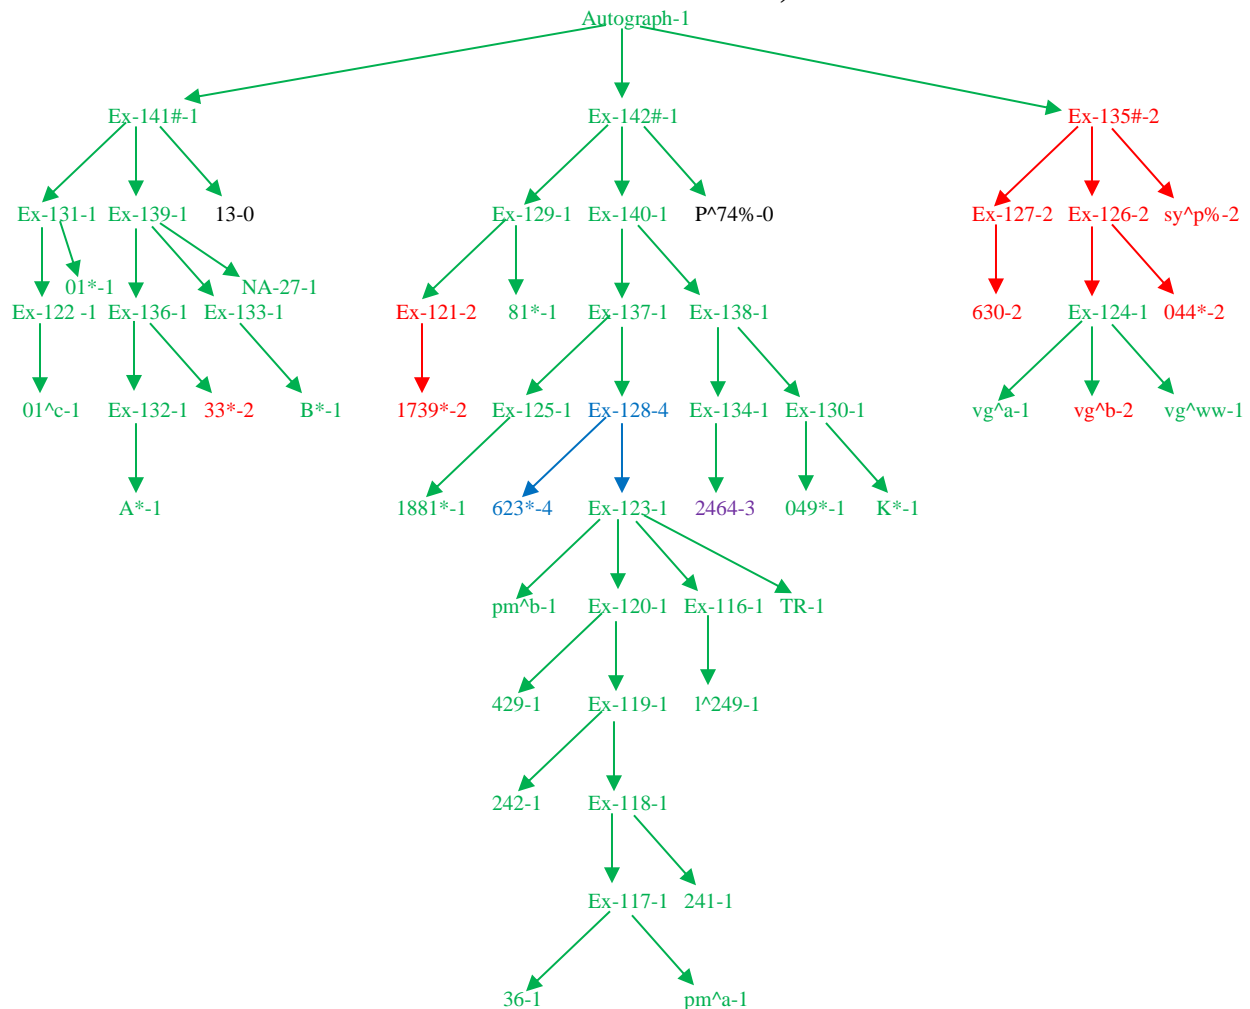 Autograph-1
Ex-141#-1 Ex-142#-1 Ex-135#-2
Ex-131-1 Ex-139-1 13-0 Ex-129-1 Ex-140-1 P^74%-0 Ex-127-2 Ex-126-2 sy^p%-2
01*-1 NA-27-1
Ex-122 -1 Ex-136-1 Ex-133-1 Ex-121-2 81*-1 Ex-137-1 Ex-138-1 630-2 Ex-124-1 044*-2
01^c-1 Ex-132-1 33*-2 B*-1 1739*-2 Ex-125-1 Ex-128-4 Ex-134-1 Ex-130-1 vg^a-1 vg^b-2 vg^ww-1
A*-1 1881*-1 623*-4 Ex-123-1 2464-3 049*-1 K*-1
pm^b-1 Ex-120-1 Ex-116-1 TR-1
429-1 Ex-119-1 l^249-1
242-1 Ex-118-1
Ex-117-1 241-1
36-1 pm^a-1